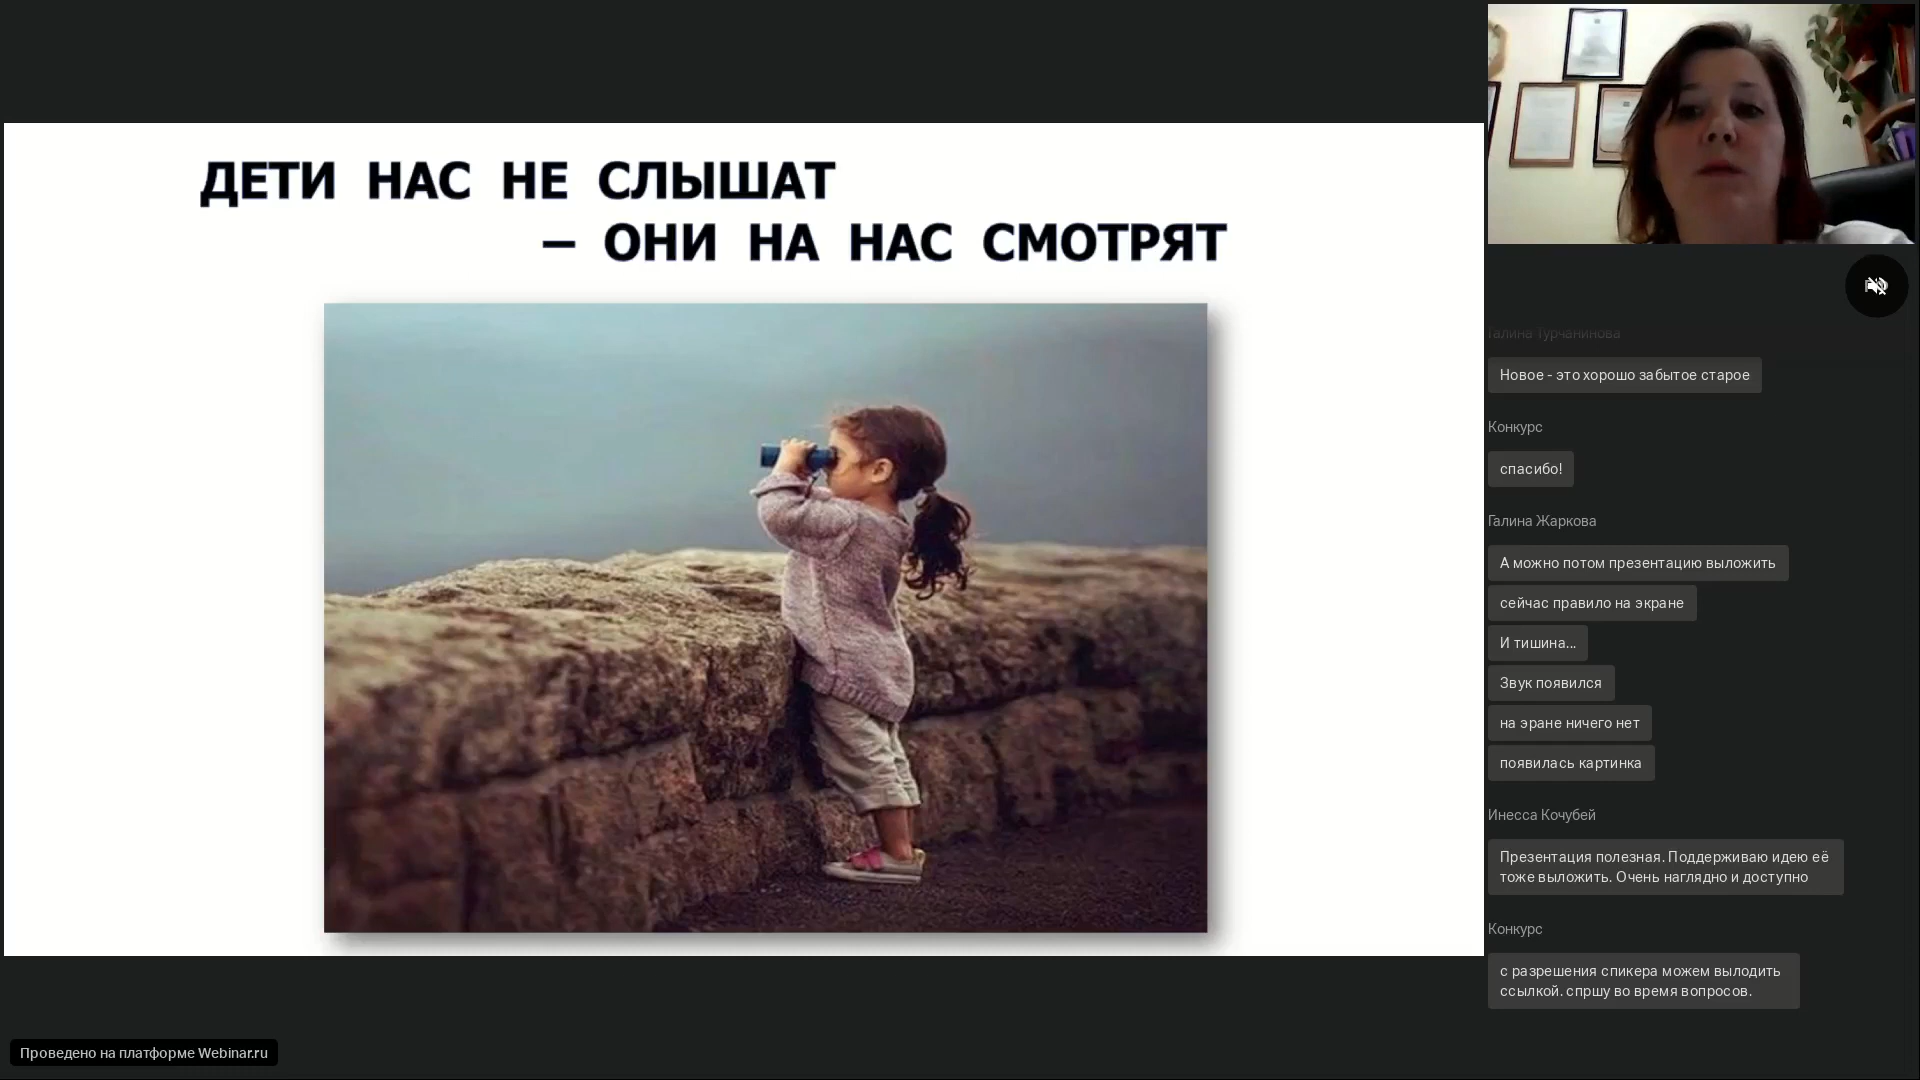 ДЕТИ НАС НЕ СЛЫШАТ
– ОНИ НА НАС СМОТРЯТ
Галина Турчанинова
Новое - это хорошо забытое старое
Конкурс
спасибо!
Галина Жаркова
А можно потом презентацию выложить
сейчас правило на экране
И тишина...
Звук появился
на эране ничего нет
появилась картинка
Инесса Кочубей
Презентация полезная. Поддерживаю идею её
тоже выложить. Очень наглядно и доступно
Конкурс
с разрешения спикера можем вылодить
ссылкой. спршу во время вопросов.
Проведено на платформе Webinar.ru